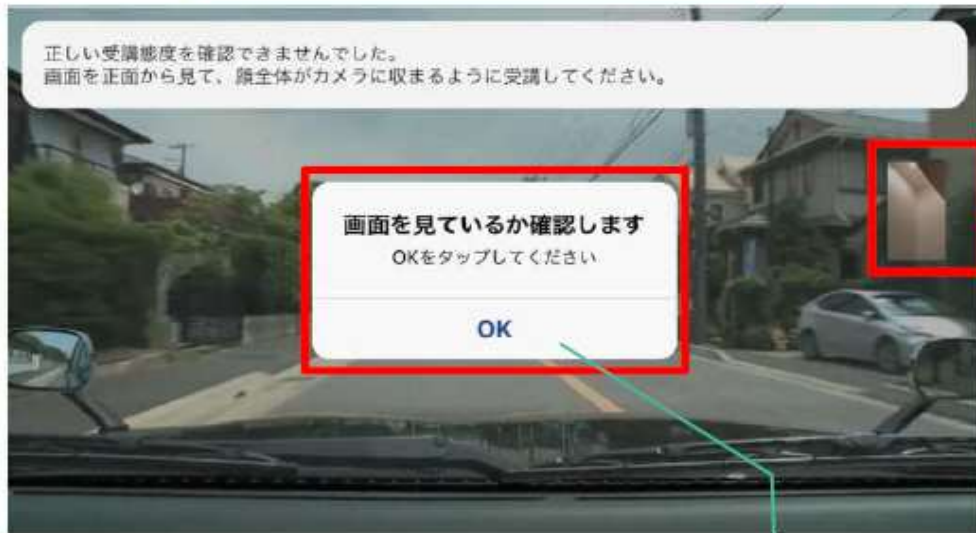 正しい受講態度を確認できませんでした。
画面を正面から見て、顔全体がカメラに収まるように受講してください。
画面を見ているか確認します
OKをタップしてください
OK